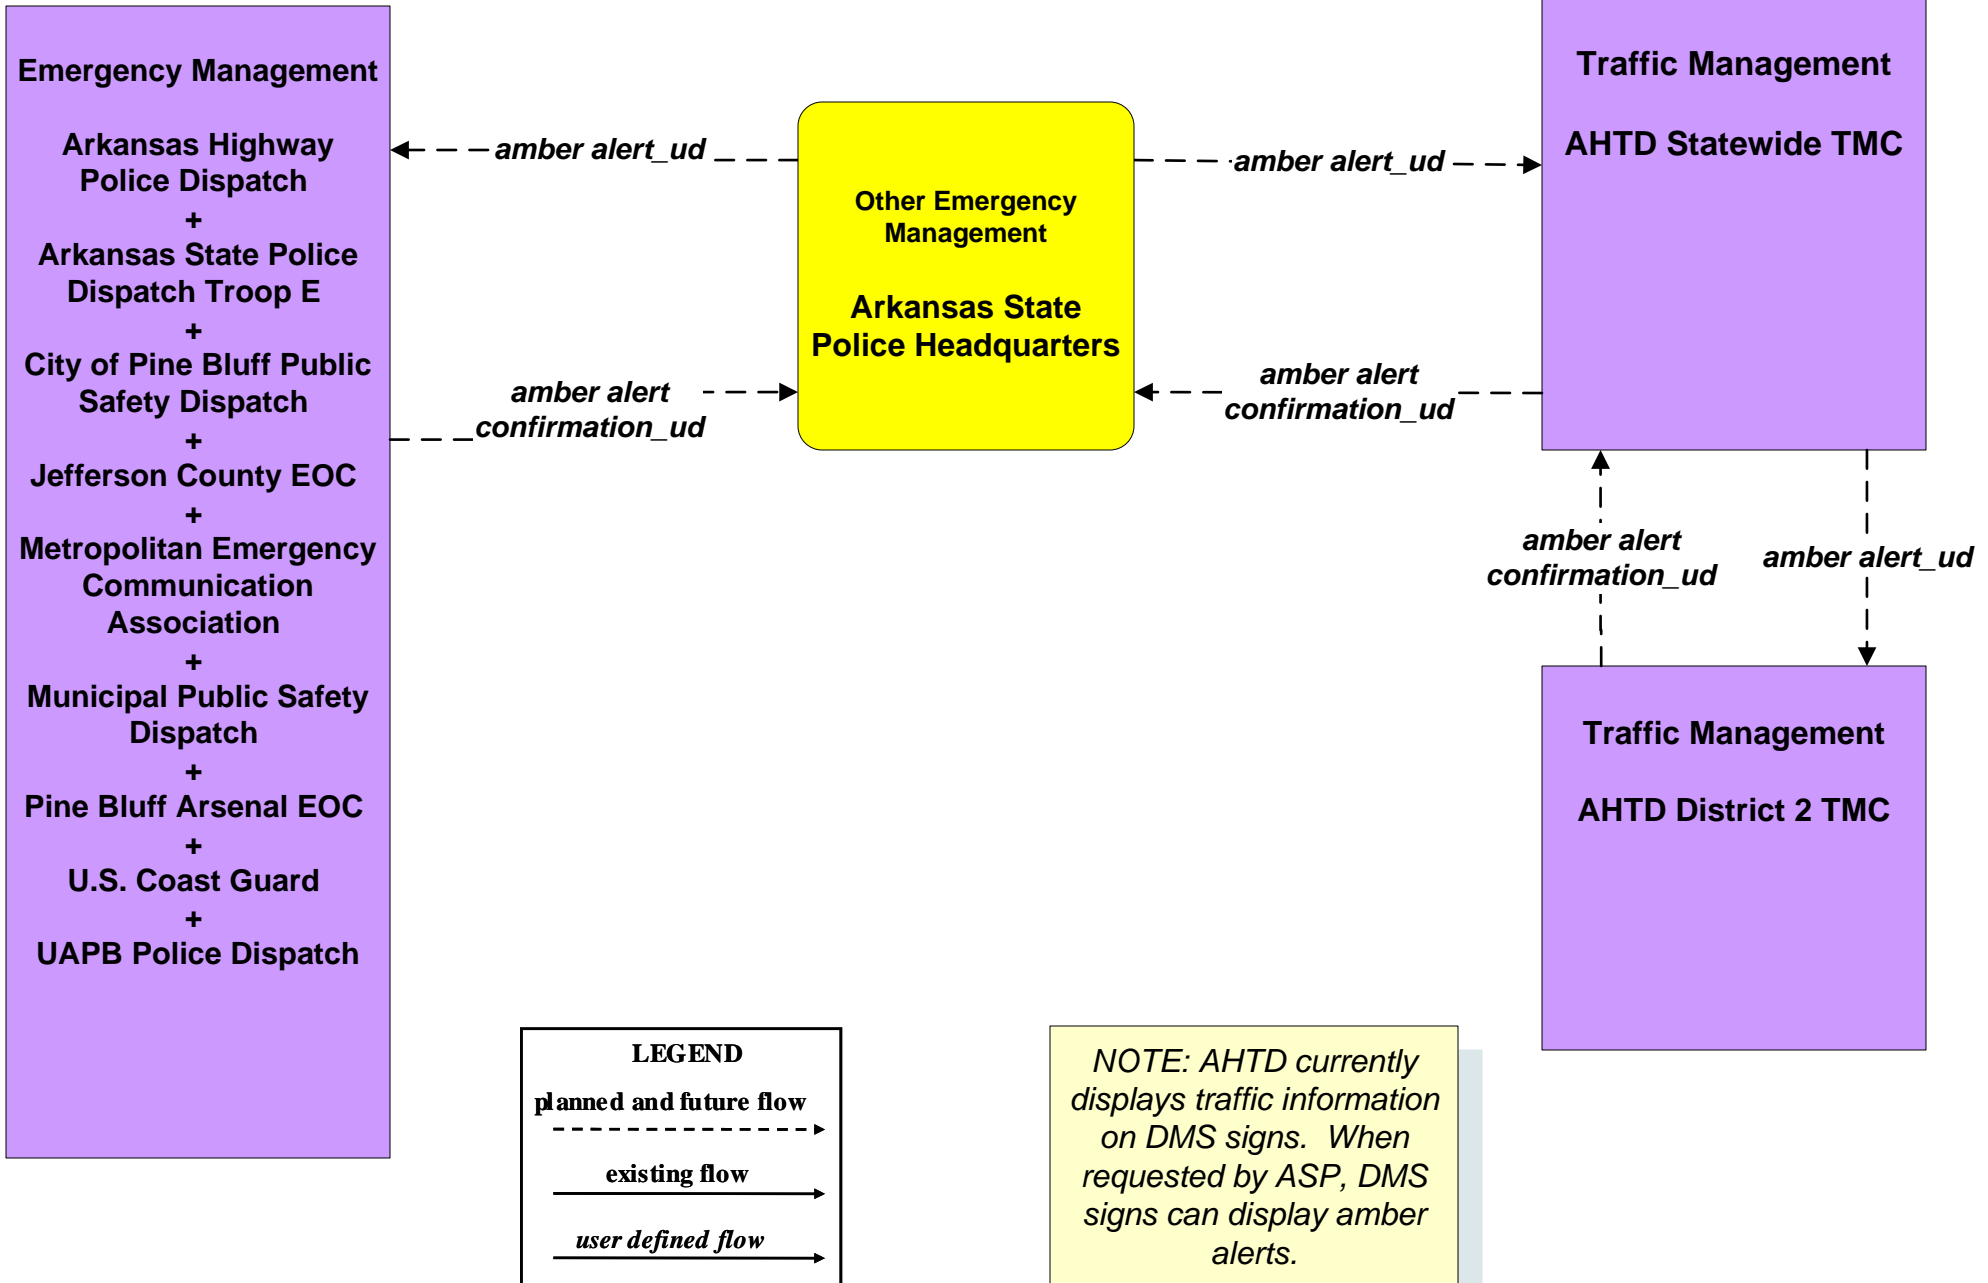 Emergency Management
Arkansas Highway
Police Dispatch
+
Arkansas State Police
Dispatch Troop E
+
City of Pine Bluff Public
Safety Dispatch
+
Jefferson County EOC
+
Metropolitan Emergency
Communication
Association
+
Municipal Public Safety
Dispatch
+
Pine Bluff Arsenal EOC
+
U.S. Coast Guard
+
UAPB Police Dispatch
amber alert_ud
amber alert
confirmation_ud
Other Emergency
Management
Arkansas State
Police Headquarters
amber alert_ud
amber alert
confirmation_ud
Traffic Management
AHTD Statewide TMC
amber alert
confirmation_ud
amber alert_ud
Traffic Management
AHTD District 2 TMC
LEGEND
planned and future flow
existing flow
user defined flow
NOTE: AHTD currently
displays traffic information
on DMS signs. When
requested by ASP, DMS
signs can display amber
alerts.